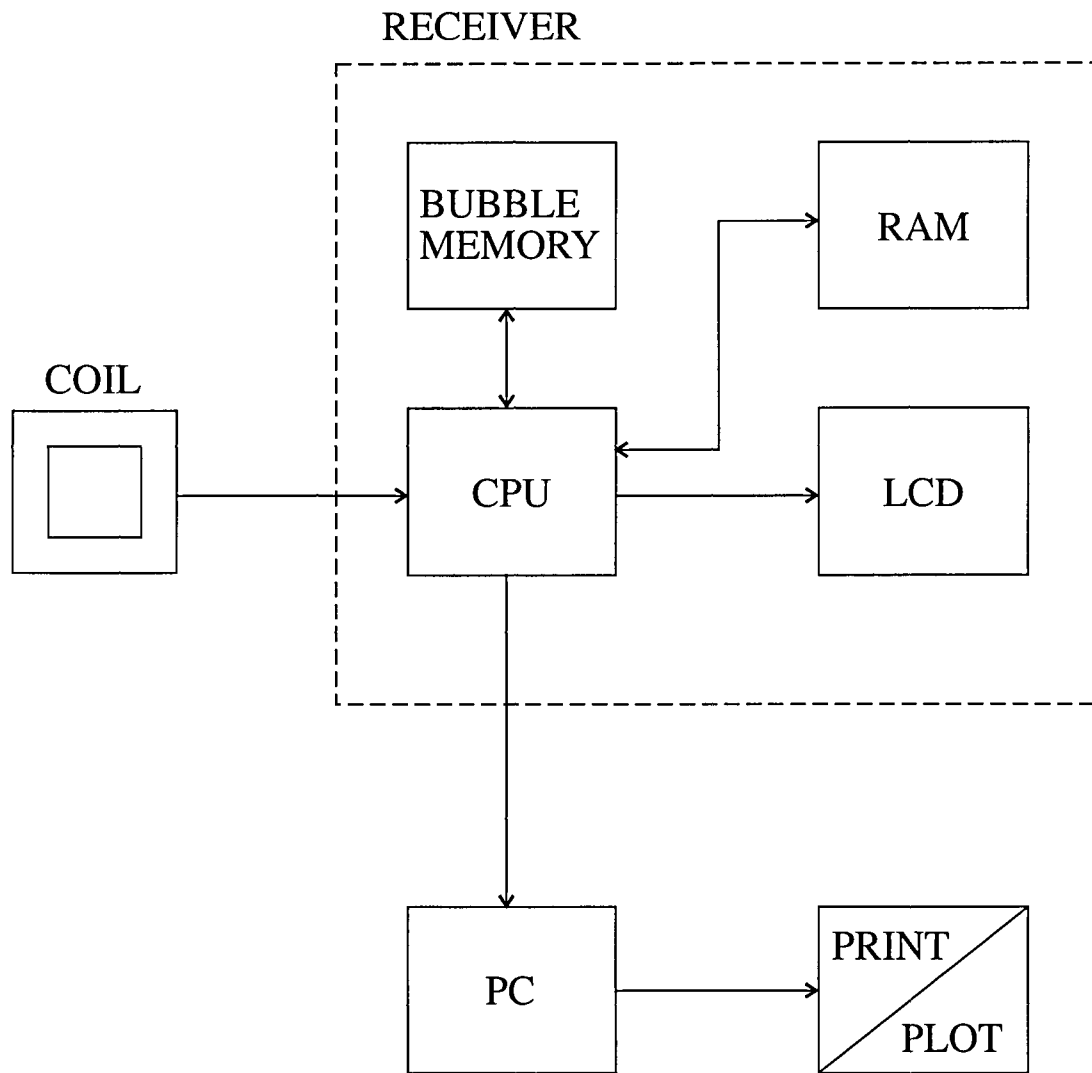 RECEIVER
BUBBLE
MEMORY
RAM
COIL
CPU
LCD
PC
PRINT
PLOT